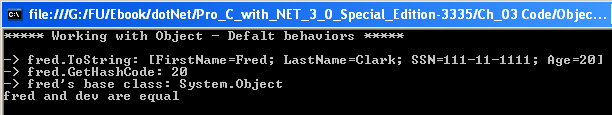 file:///G:/FU/Ebook/dotNet/Pro_C_with_NET_3_0_Special_Edition-3335/Ch_03 Code/Objec...
***** Working with Object - Defalt behaviors *****
-> fred.ToString: [FirstName=Fred; LastName=Clark; SSN=111-11-1111; Age=20]
-> fred.GetHashCode: 20
-> fred's base class: System.Object
fred and dev are equal